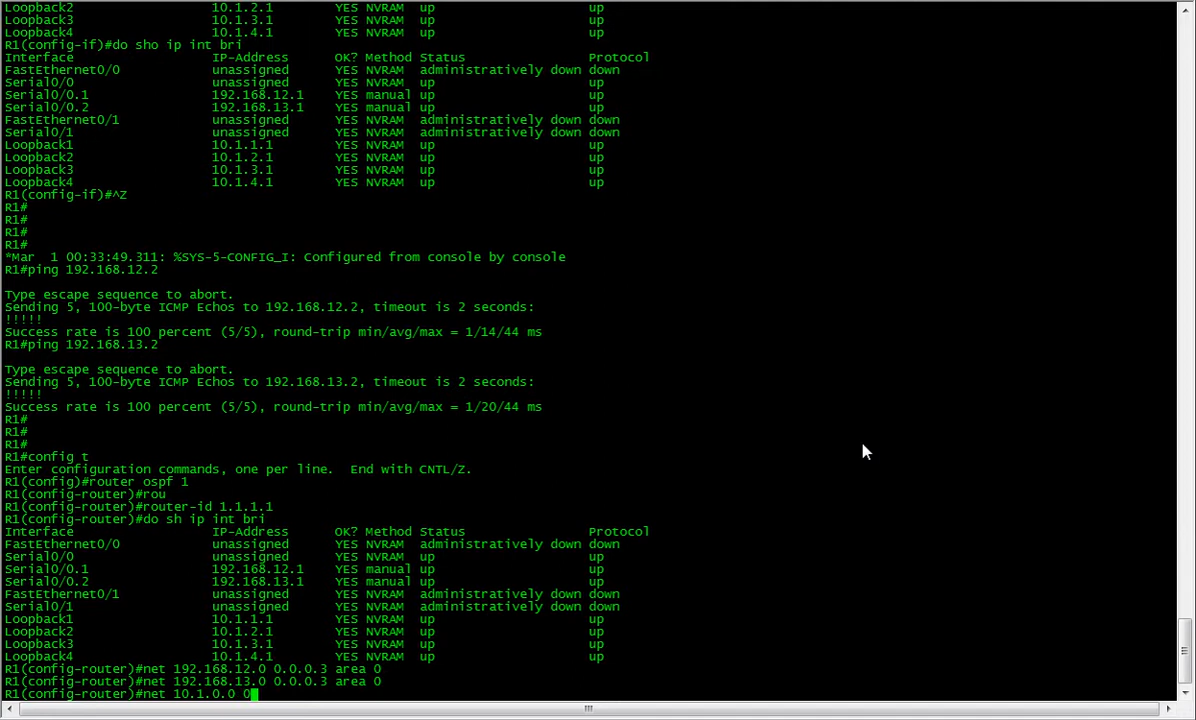 Loopback2                  10.1.2.1        YES NVRAM  up                    up
Loopback3                  10.1.3.1        YES NVRAM  up                    up
Loopback4                  10.1.4.1        YES NVRAM  up                    up
R1(config-if)#do sho ip int bri
Interface                  IP-Address      OK? Method Status                Protocol
FastEthernet0/0            unassigned      YES NVRAM  administratively down down
Serial0/0                  unassigned      YES NVRAM  up                    up
Serial0/0.1                192.168.12.1    YES manual up                    up
Serial0/0.2                192.168.13.1    YES manual up                    up
FastEthernet0/1            unassigned      YES NVRAM  administratively down down
Serial0/1                  unassigned      YES NVRAM  administratively down down
Loopback1                  10.1.1.1        YES NVRAM  up                    up
Loopback2                  10.1.2.1        YES NVRAM  up                    up
Loopback3                  10.1.3.1        YES NVRAM  up                    up
Loopback4                  10.1.4.1        YES NVRAM  up                    up
R1(config-if)#^Z
R1#
R1#
R1#
R1#
*Mar  1 00:33:49.311: %SYS-5-CONFIG_I: Configured from console by console
R1#ping 192.168.12.2
Type escape sequence to abort.
Sending 5, 100-byte ICMP Echos to 192.168.12.2, timeout is 2 seconds:
!!!!!
Success rate is 100 percent (5/5), round-trip min/avg/max = 1/14/44 ms
R1#ping 192.168.13.2
Type escape sequence to abort.
Sending 5, 100-byte ICMP Echos to 192.168.13.2, timeout is 2 seconds:
!!!!!
Success rate is 100 percent (5/5), round-trip min/avg/max = 1/20/44 ms
R1#
R1#
R1#
R1#config t
Enter configuration commands, one per line.  End with CNTL/Z.
R1(config)#router ospf 1
R1(config-router)#rou
R1(config-router)#router-id 1.1.1.1
R1(config-router)#do sh ip int bri
Interface                  IP-Address      OK? Method Status                Protocol
FastEthernet0/0            unassigned      YES NVRAM  administratively down down
Serial0/0                  unassigned      YES NVRAM  up                    up
Serial0/0.1                192.168.12.1    YES manual up                    up
Serial0/0.2                192.168.13.1    YES manual up                    up
FastEthernet0/1            unassigned      YES NVRAM  administratively down down
Serial0/1                  unassigned      YES NVRAM  administratively down down
Loopback1                  10.1.1.1        YES NVRAM  up                    up
Loopback2                  10.1.2.1        YES NVRAM  up                    up
Loopback3                  10.1.3.1        YES NVRAM  up                    up
Loopback4                  10.1.4.1        YES NVRAM  up                    up
R1(config-router)#net 192.168.12.0 0.0.0.3 area 0
R1(config-router)#net 192.168.13.0 0.0.0.3 area 0
R1(config-router)#net 10.1.0.0 0